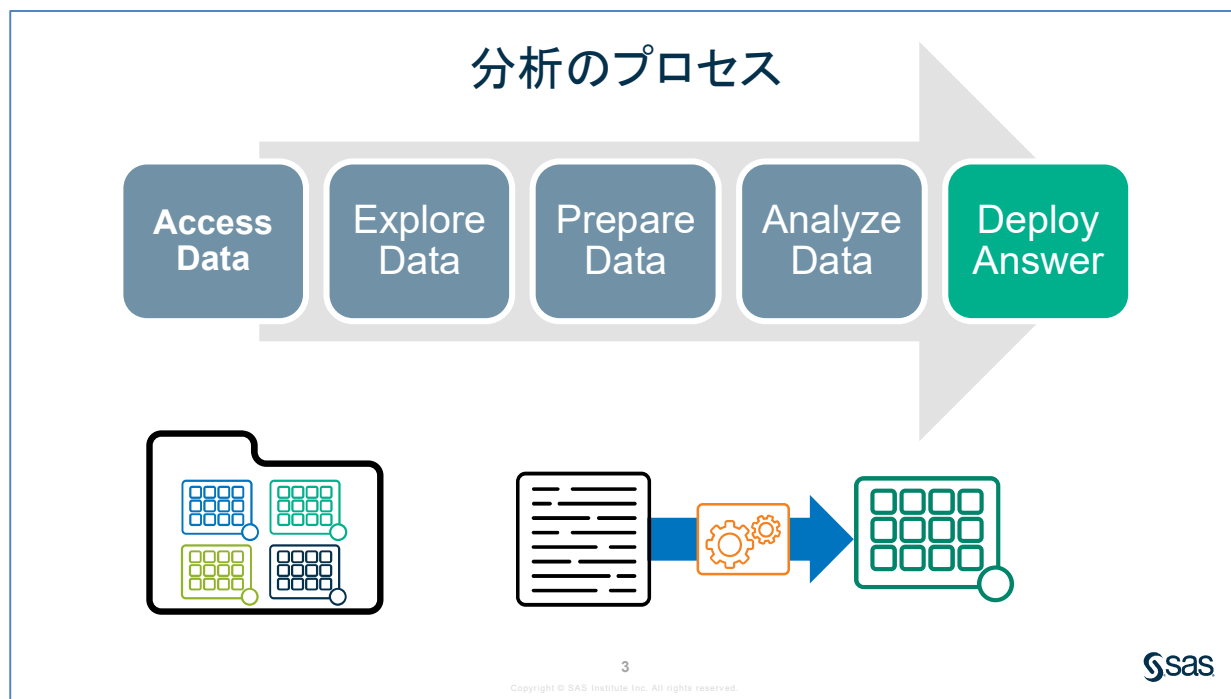 分析のプロセス
Access
Data
Explore
Data
Prepare
Data
Analyze
Data
Deploy
Answer
3
Copyright © SAS Institute Inc. All rights reserved.
sas